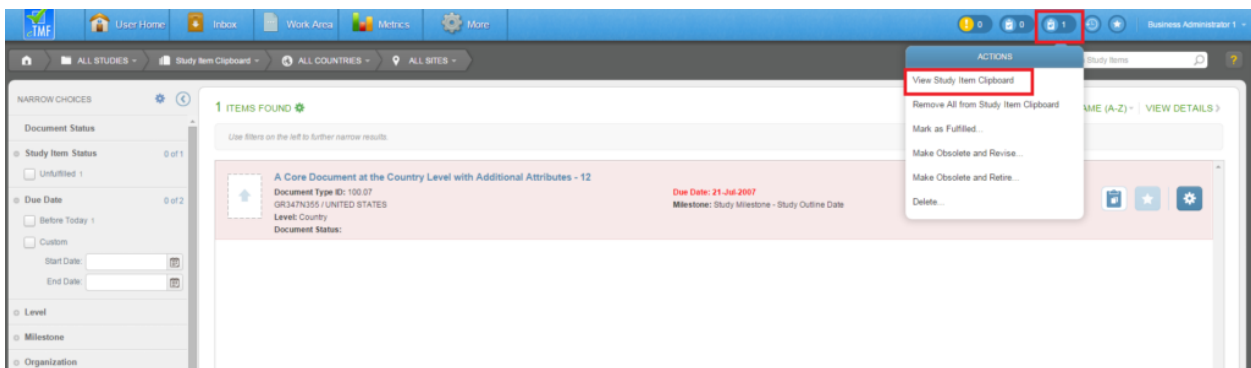 eTMF
User Home
Inbox
Work Area
Metrics
More
0
0
1
Business Administrator 1
ALL STUDIES
Study Item Clipboard
ALL COUNTRIES
ALL SITES
Study Items
?
ACTIONS
View Study Item Clipboard
Remove All from Study Item Clipboard
Mark as Fulfilled...
Make Obsolete and Revise...
Make Obsolete and Retire...
Delete...
NARROW CHOICES
Document Status
Study Item Status 0 of 1
Unfulfilled 1
Due Date 0 of 2
Before Today 1
Custom
Start Date:
End Date:
Level
Milestone
Organization
1 ITEMS FOUND
AME (A-Z)
VIEW DETAILS >
Use filters on the left to further narrow results.
A Core Document at the Country Level with Additional Attributes - 12
Document Type ID: 100.07
GR347N355 / UNITED STATES
Level: Country
Document Status:
Due Date: 21-Jul-2007
Milestone: Study Milestone - Study Outline Date